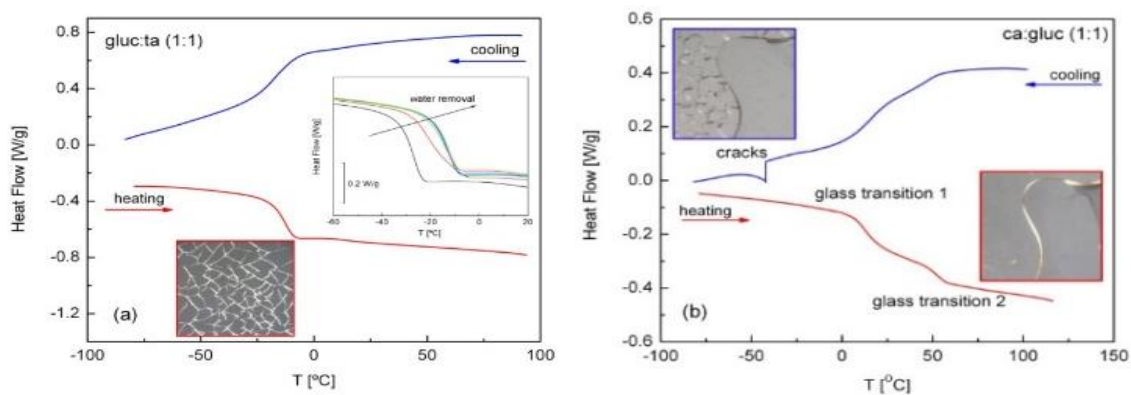 gluc:ta (1:1)
cooling
water removal
0.2 W/g
Heat Flow [W/g]
-60 -40 -20 0 20
T [ºC]
heating
(a)
Heat Flow [W/g]
0.8
0.4
0.0
-0.4
-0.8
-1.2
-100 -50 0 50 100
T [ºC]
ca:gluc (1:1)
cooling
cracks
glass transition 1
heating
glass transition 2
(b)
Heat Flow [W/g]
0.6
0.4
0.2
0.0
-0.2
-0.4
-0.6
-100 -50 0 50 100 150
T [°C]